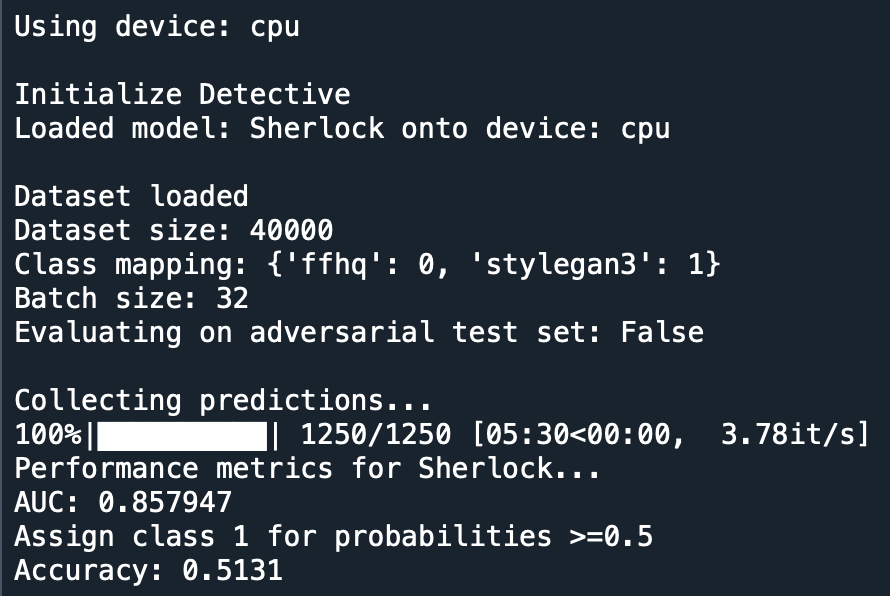 Using device: cpu
Initialize Detective
Loaded model: Sherlock onto device: cpu
Dataset loaded
Dataset size: 40000
Class mapping: {'ffhq': 0, 'stylegan3': 1}
Batch size: 32
Evaluating on adversarial test set: False
Collecting predictions...
100%|██████████| 1250/1250 [05:30<00:00,  3.78it/s]
Performance metrics for Sherlock...
AUC: 0.857947
Assign class 1 for probabilities >=0.5
Accuracy: 0.5131